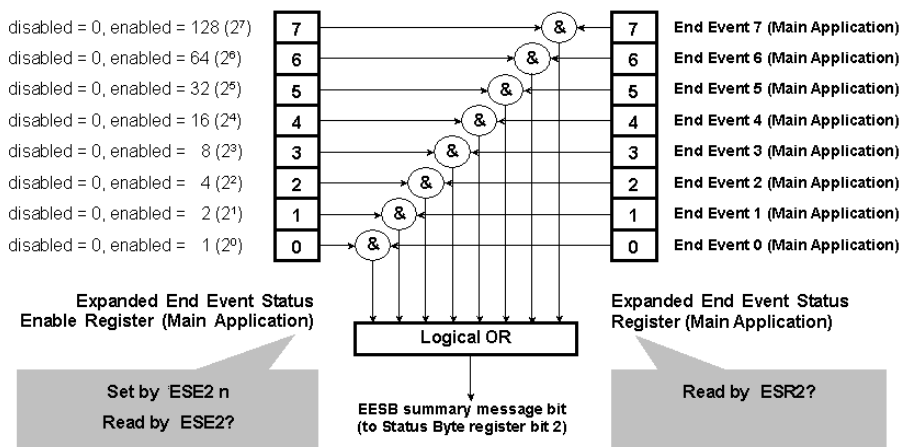 disabled = 0, enabled = 128 (2⁷) 7 & 7 End Event 7 (Main Application)
disabled = 0, enabled = 64 (2⁶) 6 & 6 End Event 6 (Main Application)
disabled = 0, enabled = 32 (2⁵) 5 & 5 End Event 5 (Main Application)
disabled = 0, enabled = 16 (2⁴) 4 & 4 End Event 4 (Main Application)
disabled = 0, enabled = 8 (2³) 3 & 3 End Event 3 (Main Application)
disabled = 0, enabled = 4 (2²) 2 & 2 End Event 2 (Main Application)
disabled = 0, enabled = 2 (2¹) 1 & 1 End Event 1 (Main Application)
disabled = 0, enabled = 1 (2⁰) 0 & 0 End Event 0 (Main Application)
Expanded End Event Status
Enable Register (Main Application)
Expanded End Event Status
Register (Main Application)
Logical OR
Set by 'ESE2 n
Read by ESE2?
Read by ESR2?
EESB summary message bit
(to Status Byte register bit 2)